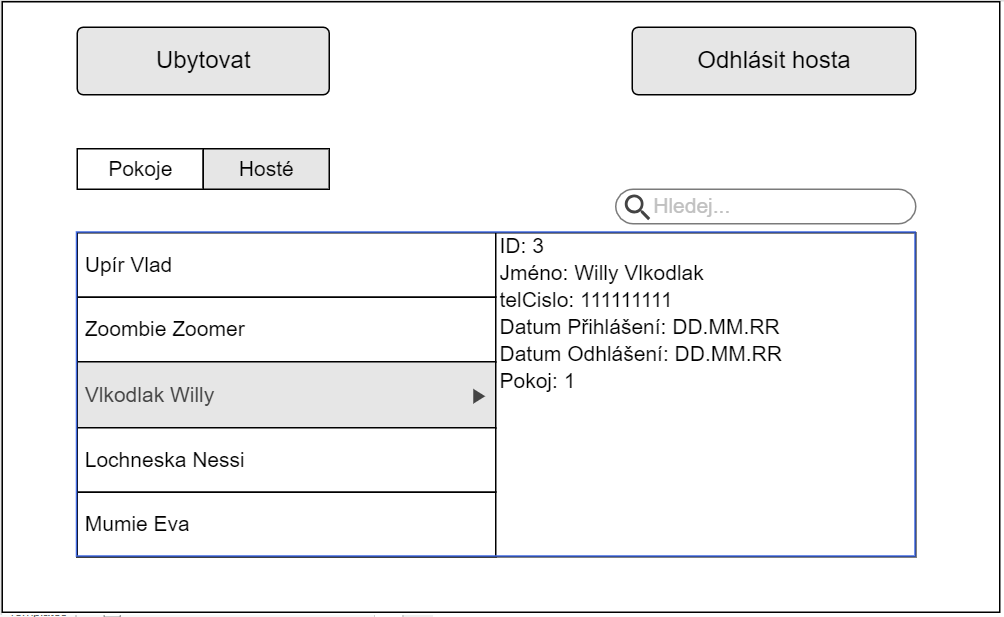 Ubytovat
Odhlásit hosta
Pokoje
Hosté
Hledej...
Upír Vlad
Zoombie Zoomer
Vlkodlak Willy
Lochneska Nessi
Mumie Eva
ID: 3
Jméno: Willy Vlkodlak
telCislo: 111111111
Datum Přihlášení: DD.MM.RR
Datum Odhlášení: DD.MM.RR
Pokoj: 1